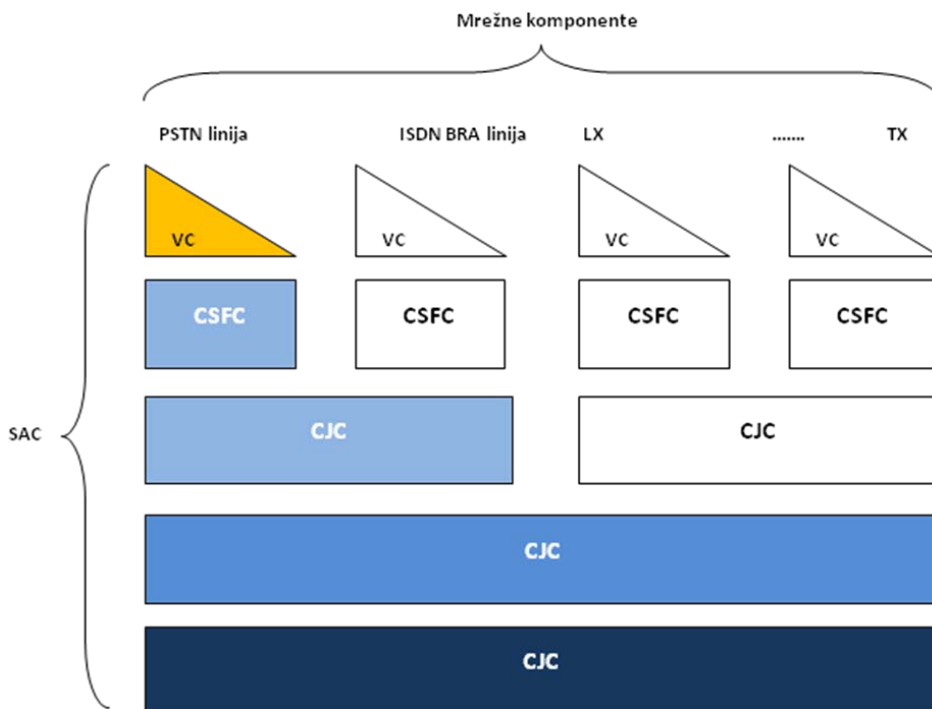 Mrežne komponente
PSTN linija ISDN BRA linija LX ....... TX
VC VC VC VC
CSFC CSFC CSFC CSFC
SAC
CJC CJC
CJC
CJC